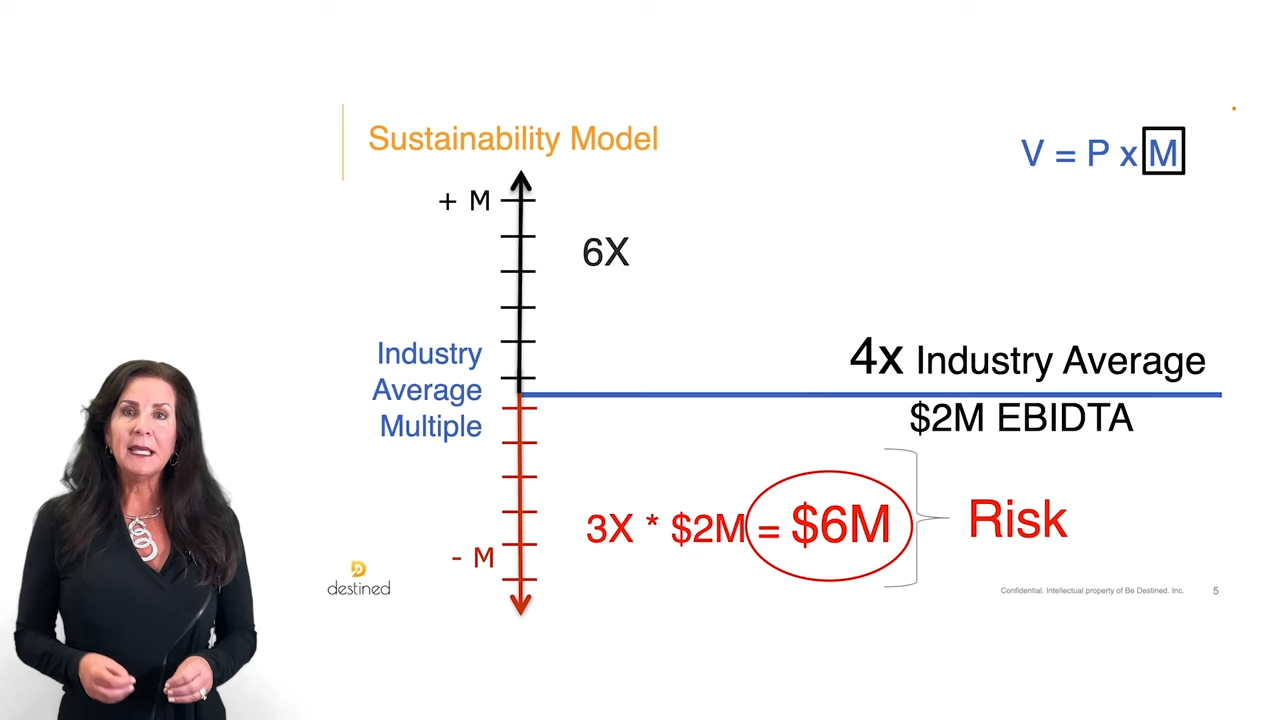 Sustainability Model
V = P x M
+ M
6X
Industry
Average
Multiple
4x Industry Average
$2M EBIDTA
3X * $2M = $6M
Risk
- M
destined
Confidential. Intellectual property of Be Destined. Inc.
5